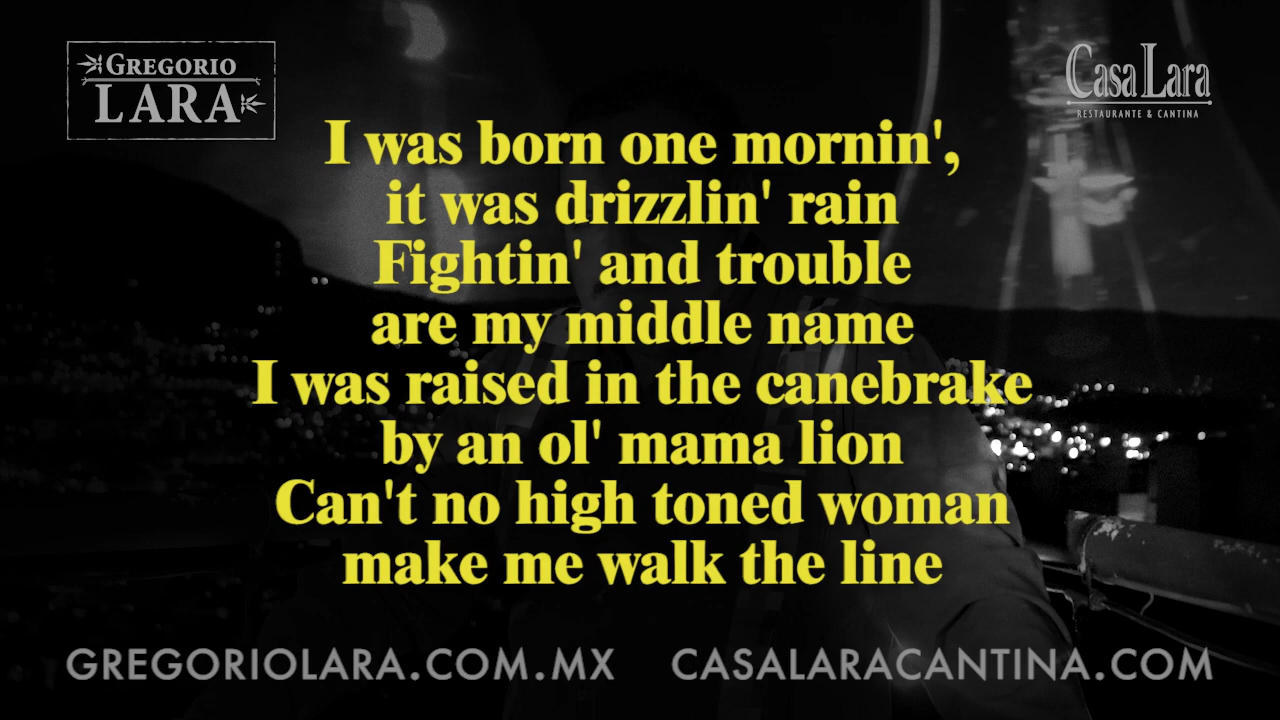 GREGORIO
LARA
Casa Lara
RESTAURANTE & CANTINA
I was born one mornin',
it was drizzlin' rain
Fightin' and trouble
are my middle name
I was raised in the canebrake
by an ol' mama lion
Can't no high toned woman
make me walk the line
GREGORIOLARA.COM.MX CASALARACANTINA.COM